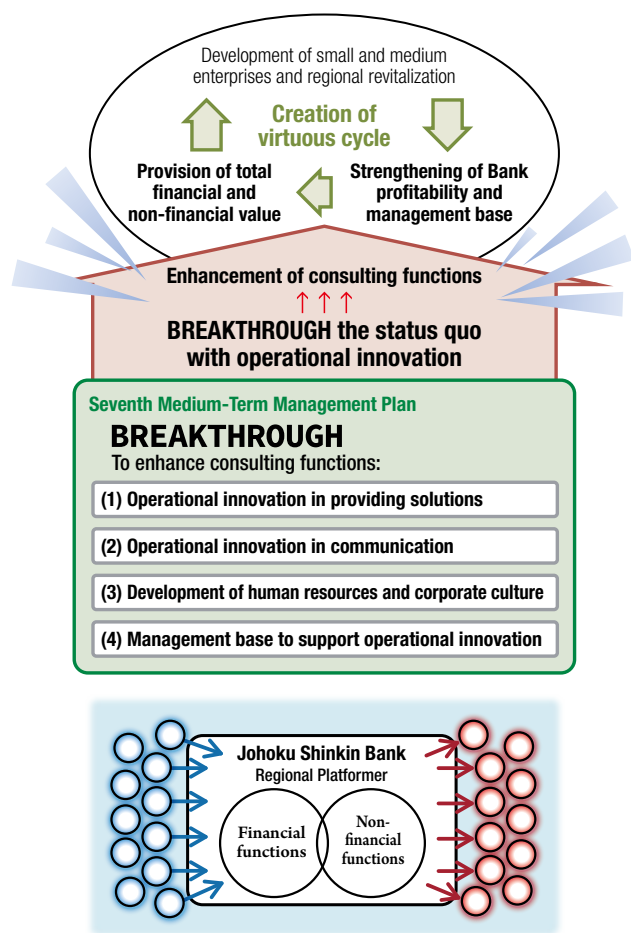 Development of small and medium
enterprises and regional revitalization
Creation of
virtuous cycle
Provision of total
financial and
non-financial value
Strengthening of Bank
profitability and
management base
Enhancement of consulting functions
BREAKTHROUGH the status quo
with operational innovation
Seventh Medium-Term Management Plan
BREAKTHROUGH
To enhance consulting functions:
(1) Operational innovation in providing solutions
(2) Operational innovation in communication
(3) Development of human resources and corporate culture
(4) Management base to support operational innovation
Johoku Shinkin Bank
Regional Platformer
Financial
functions
Non-
financial
functions